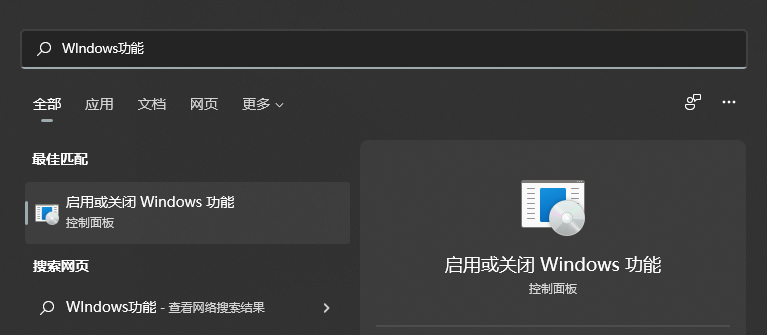 WIndows功能
全部 应用 文档 网页 更多
最佳匹配
启用或关闭 Windows 功能
控制面板
搜索网页
WIndows功能 - 查看网络搜索结果
启用或关闭 Windows 功能
控制面板